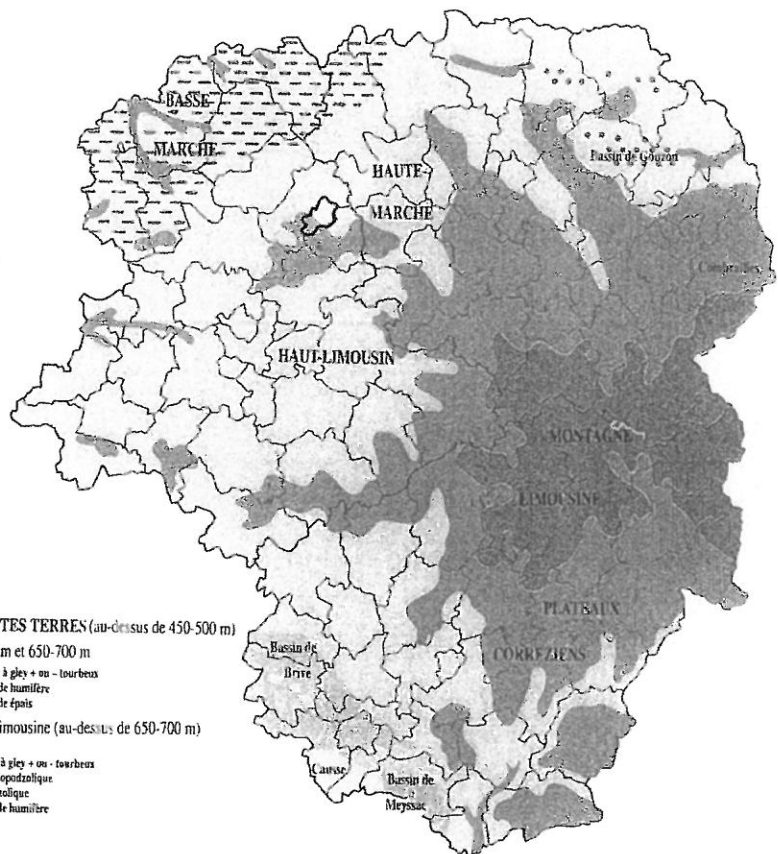 BASSE
MARCHE
HAUTE
MARCHE
Bassin de Gouzon
Combrailles
HAUT-LIMOUSIN
MONTAGNE
LIMOUSINE
PLATEAUX
CORREZIENS
Bassin de
Brive
Causse
Bassin de
Meyssac
TES TERRES (au-dessus de 450-500 m)
m et 650-700 m
à gley + ou - tourbeux
de humifère
de épais
imousine (au-dessus de 650-700 m)
à gley + ou - tourbeux
opodzolique
zolique
de humifère